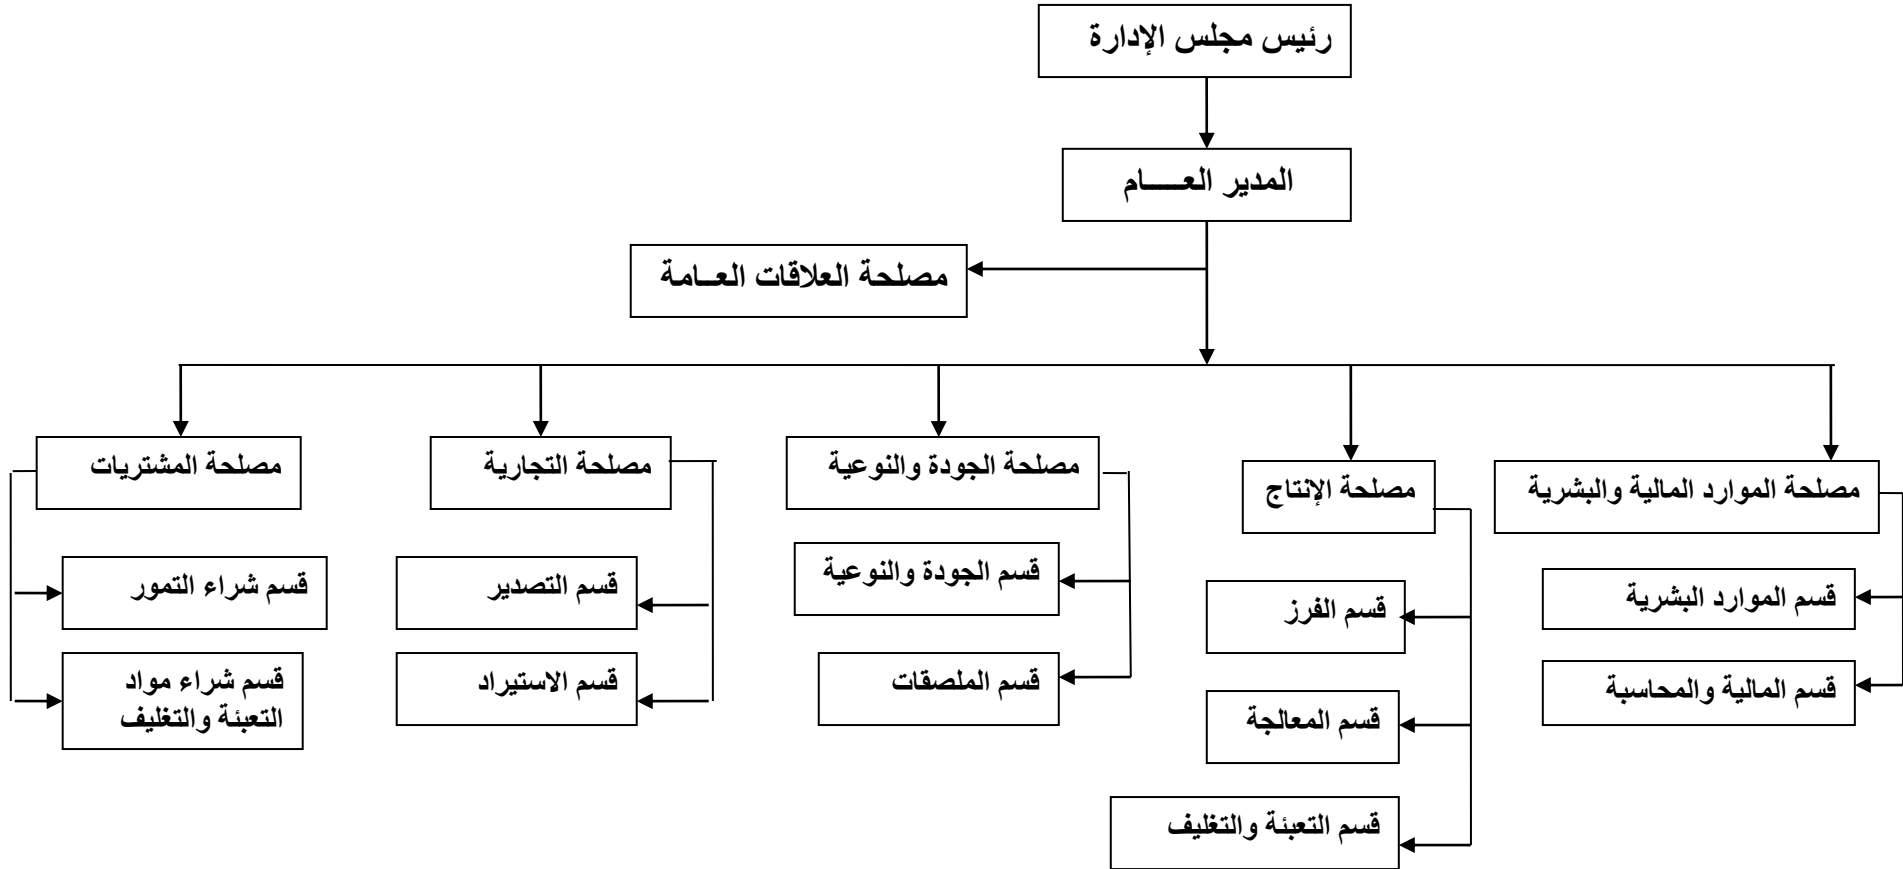 رئيس مجلس الإدارة
المدير العـــــام
مصلحة العلاقات العــامة
مصلحة الموارد المالية والبشرية
مصلحة الإنتاج
مصلحة الجودة والنوعية
مصلحة التجارية
مصلحة المشتريات
قسم الموارد البشرية
قسم المالية والمحاسبة
قسم الفرز
قسم المعالجة
قسم التعبئة والتغليف
قسم الجودة والنوعية
قسم الملصقات
قسم التصدير
قسم الاستيراد
قسم شراء التمور
قسم شراء مواد
التعبئة والتغليف